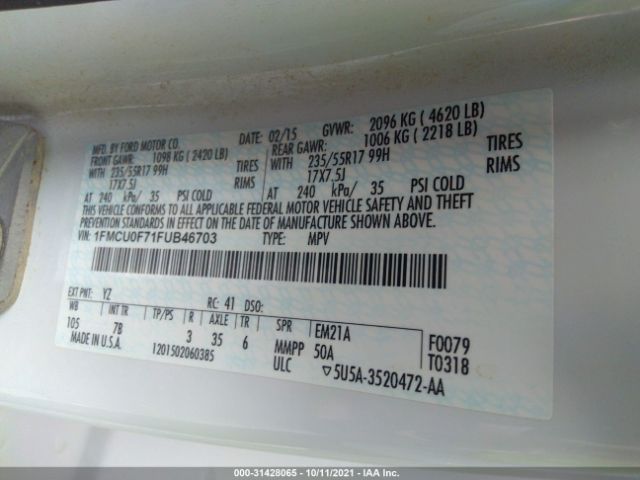 MFD. BY FORD MOTOR CO.
DATE: 02/15 GVWR: 2096 KG ( 4620 LB)
FRONT GAWR: 1098 KG ( 2420 LB) REAR GAWR: 1006 KG ( 2218 LB)
WITH 235/55R17 99H TIRES WITH 235/55R17 99H TIRES
17X7.5J RIMS 17X7.5J RIMS
AT 240 kPa/ 35 PSI COLD AT 240 kPa/ 35 PSI COLD
THIS VEHICLE CONFORMS TO ALL APPLICABLE FEDERAL MOTOR VEHICLE SAFETY AND THEFT
PREVENTION STANDARDS IN EFFECT ON THE DATE OF MANUFACTURE SHOWN ABOVE.
VIN: 1FMCU0F71FUB46703 TYPE: MPV
EXT PNT: YZ RC: 41 DSO:
WB INT TR TP/PS R AXLE TR SPR EM21A F0079
105 7B 3 35 6 MMPP 50A T0318
MADE IN U.S.A. 1201502060385 ULC ▽5U5A-3520472-AA
000-31428065 - 10/11/2021 - IAA Inc.